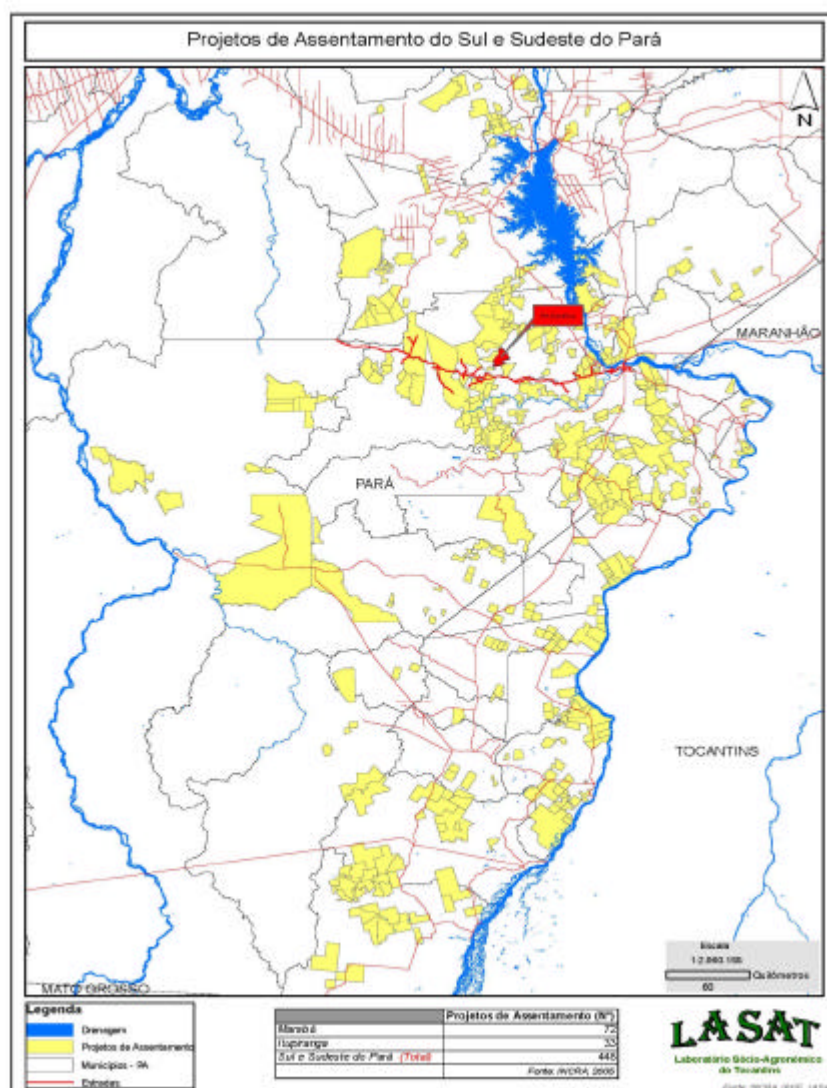 Projetos de Assentamento do Sul e Sudeste do Pará
N
MARANHÃO
PARÁ
TOCANTINS
MATO GROSSO
Escala
Quilômetros
60
Legenda
Drenagem
Projetos de Assentamento
Municípios - PA
Estradas
Projetos de Assentamento (Nº)
Marabá 72
Itupiranga 33
Sul e Sudeste do Pará (Total) 448
Fonte: INCRA, 2006
LASAT
Laboratório Sócio-Agronômico
do Tocantins